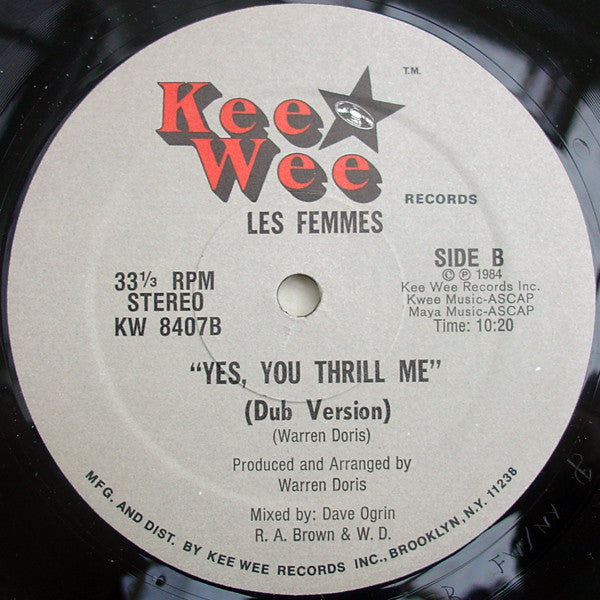 Kee
Wee
T.M.
RECORDS
LES FEMMES
33⅓ RPM
STEREO
KW 8407B
SIDE B
© ℗ 1984
Kee Wee Records Inc.
Kwee Music-ASCAP
Maya Music-ASCAP
Time: 10:20
"YES, YOU THRILL ME"
(Dub Version)
(Warren Doris)
Produced and Arranged by
Warren Doris
Mixed by: Dave Ogrin
R. A. Brown & W. D.
MFG. AND DIST. BY KEE WEE RECORDS INC., BROOKLYN, N.Y. 11238